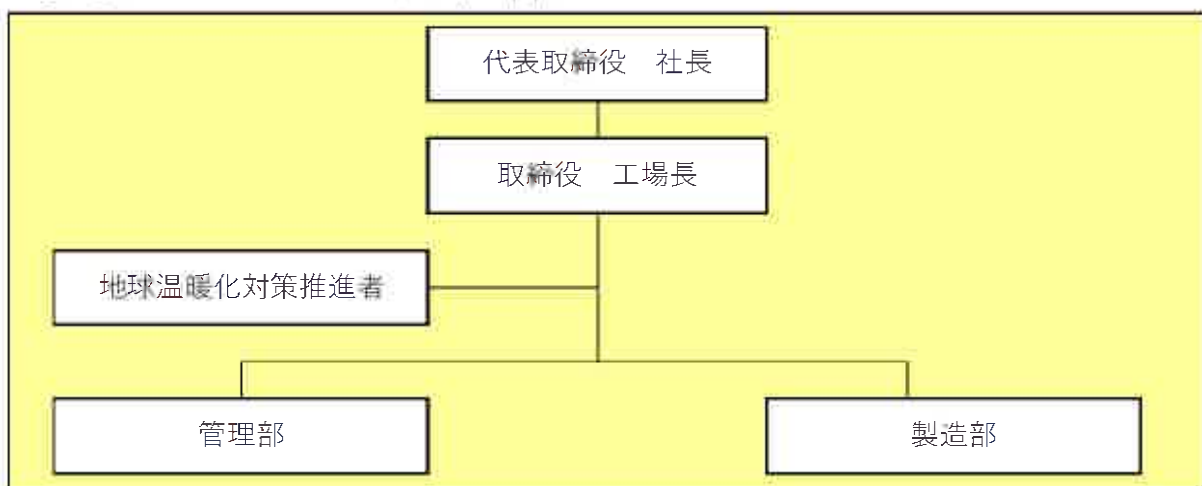 代表取締役　社長
取締役　工場長
地球温暖化対策推進者
管理部
製造部